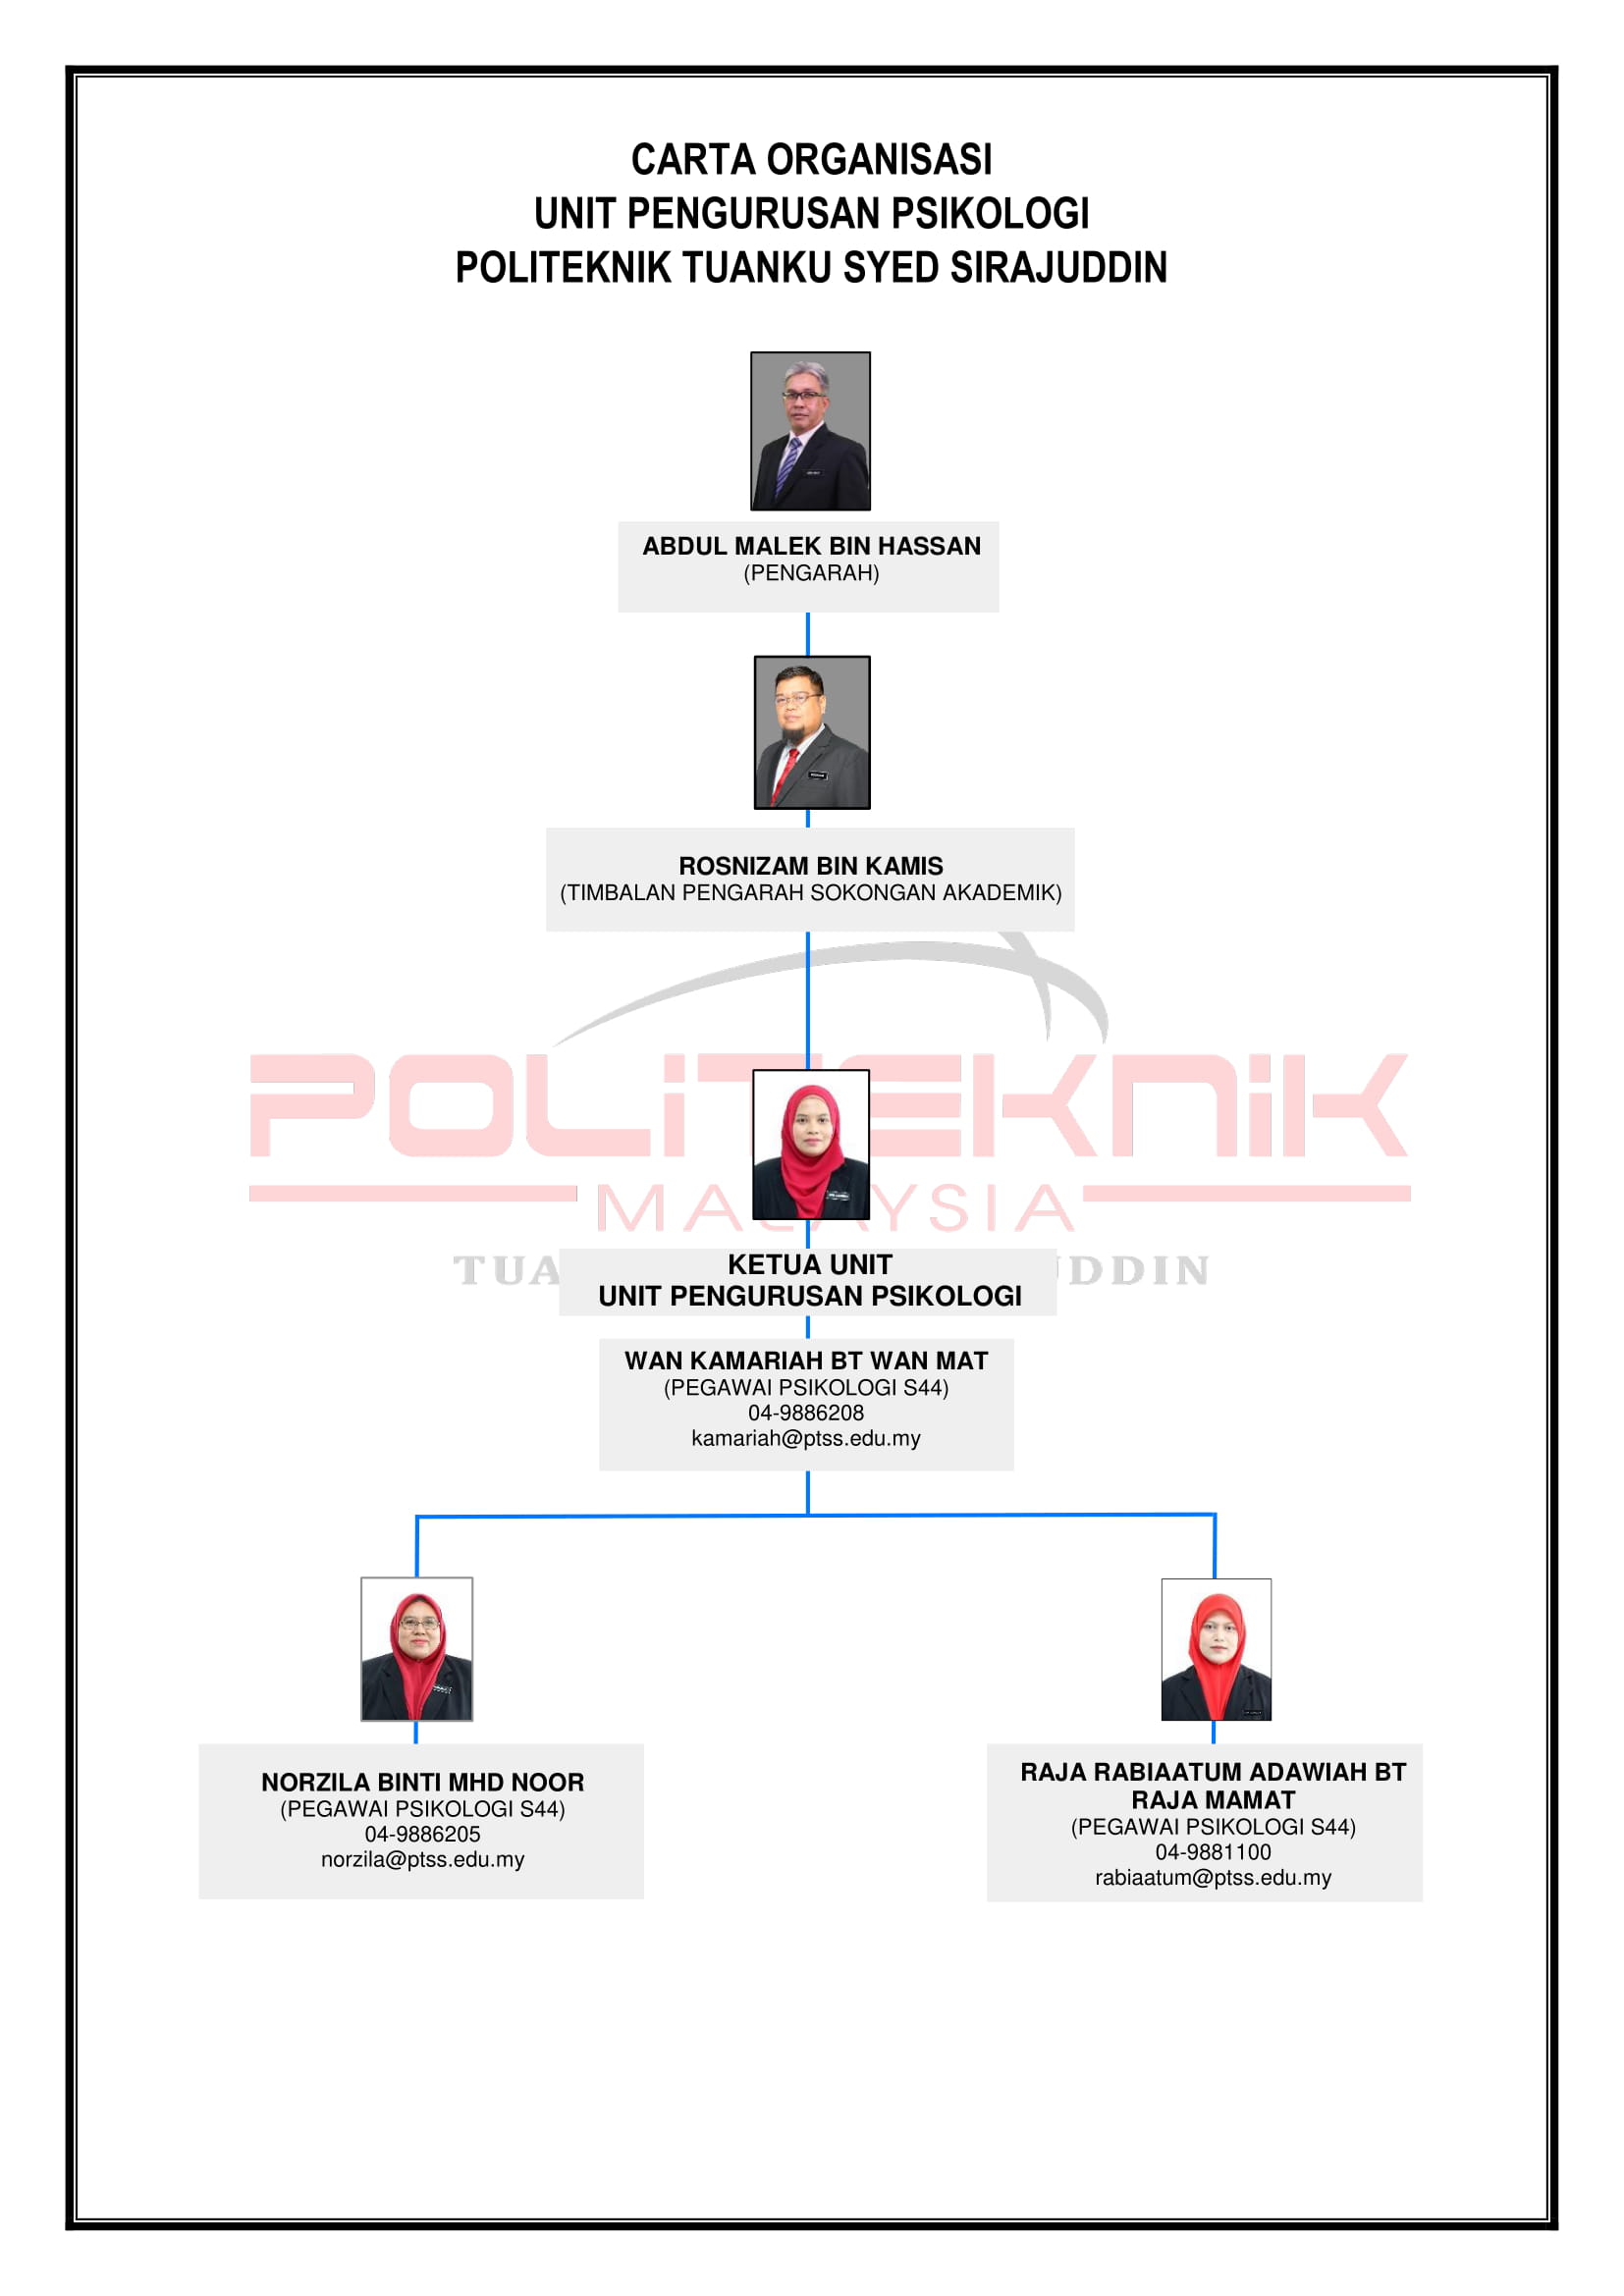 CARTA ORGANISASI
UNIT PENGURUSAN PSIKOLOGI
POLITEKNIK TUANKU SYED SIRAJUDDIN
ABDUL MALEK BIN HASSAN
(PENGARAH)
ROSNIZAM BIN KAMIS
(TIMBALAN PENGARAH SOKONGAN AKADEMIK)
POLITEKNIK
MALAYSIA
KETUA UNIT
UNIT PENGURUSAN PSIKOLOGI
WAN KAMARIAH BT WAN MAT
(PEGAWAI PSIKOLOGI S44)
04-9886208
kamariah@ptss.edu.my
NORZILA BINTI MHD NOOR
(PEGAWAI PSIKOLOGI S44)
04-9886205
norzila@ptss.edu.my
RAJA RABIAATUM ADAWIAH BT
RAJA MAMAT
(PEGAWAI PSIKOLOGI S44)
04-9881100
rabiaatum@ptss.edu.my